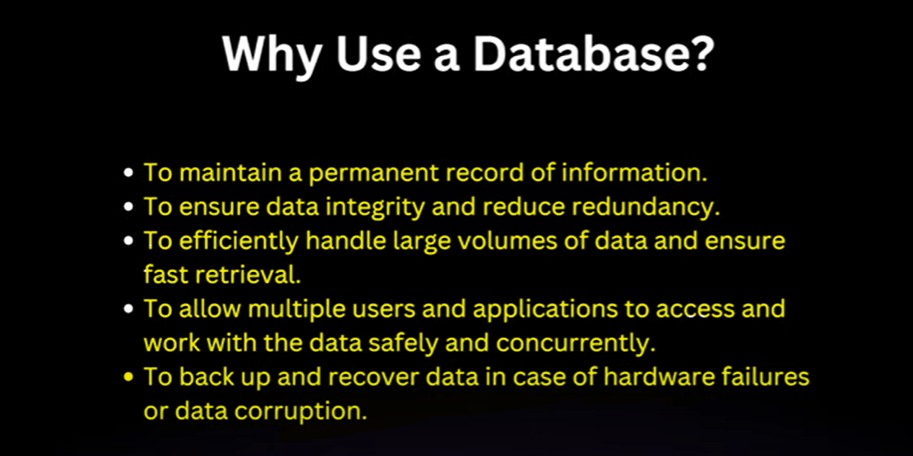 Why Use a Database?
• To maintain a permanent record of information.
• To ensure data integrity and reduce redundancy.
• To efficiently handle large volumes of data and ensure
fast retrieval.
• To allow multiple users and applications to access and
work with the data safely and concurrently.
• To back up and recover data in case of hardware failures
or data corruption.